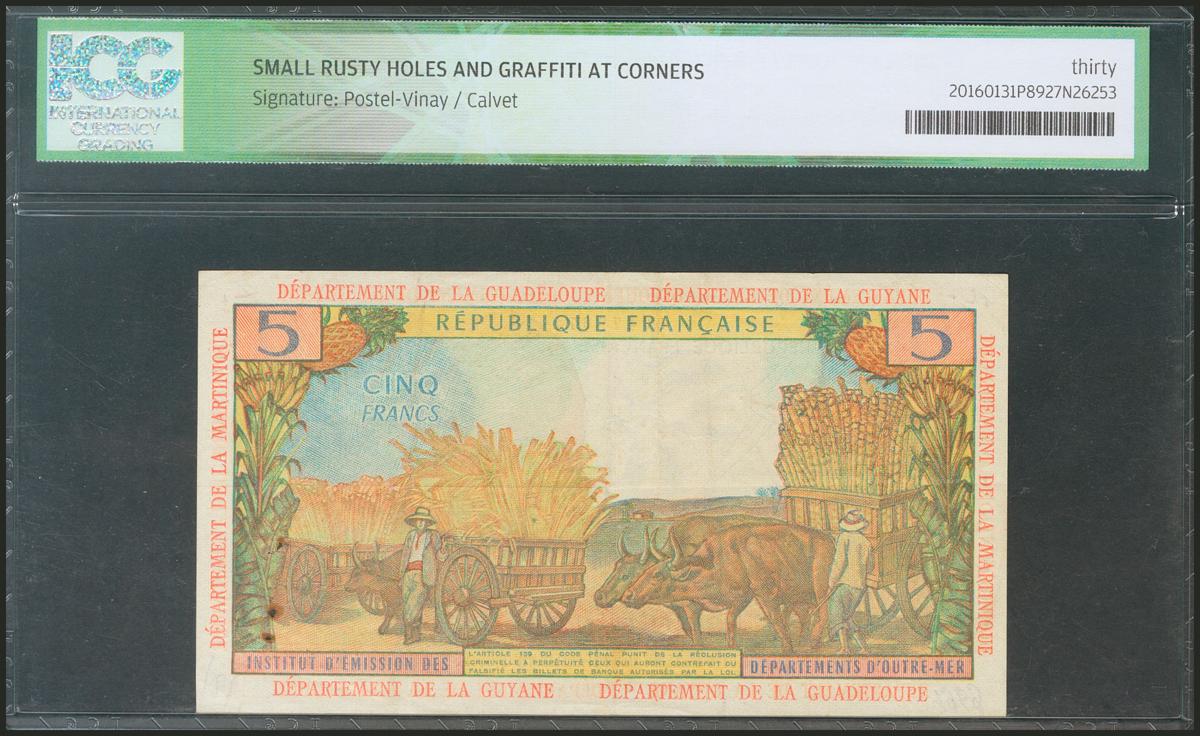 ICG
INTERNATIONAL
CURRENCY
GRADING
SMALL RUSTY HOLES AND GRAFFITI AT CORNERS
Signature: Postel-Vinay / Calvet
thirty
20160131P8927N26253
DÉPARTEMENT DE LA GUADELOUPE DÉPARTEMENT DE LA GUYANE
5
RÉPUBLIQUE FRANÇAISE
5
CINQ
FRANCS
DÉPARTEMENT DE LA MARTINIQUE
DÉPARTEMENT DE LA MARTINIQUE
INSTITUT D'ÉMISSION DES
L'ARTICLE 139 DU CODE PÉNAL PUNIT DE LA RÉCLUSION
CRIMINELLE À PERPÉTUITÉ CEUX QUI AURONT CONTREFAIT OU
FALSIFIÉ LES BILLETS DE BANQUE AUTORISÉS PAR LA LOI.
DÉPARTEMENTS D'OUTRE-MER
DÉPARTEMENT DE LA GUYANE DÉPARTEMENT DE LA GUADELOUPE